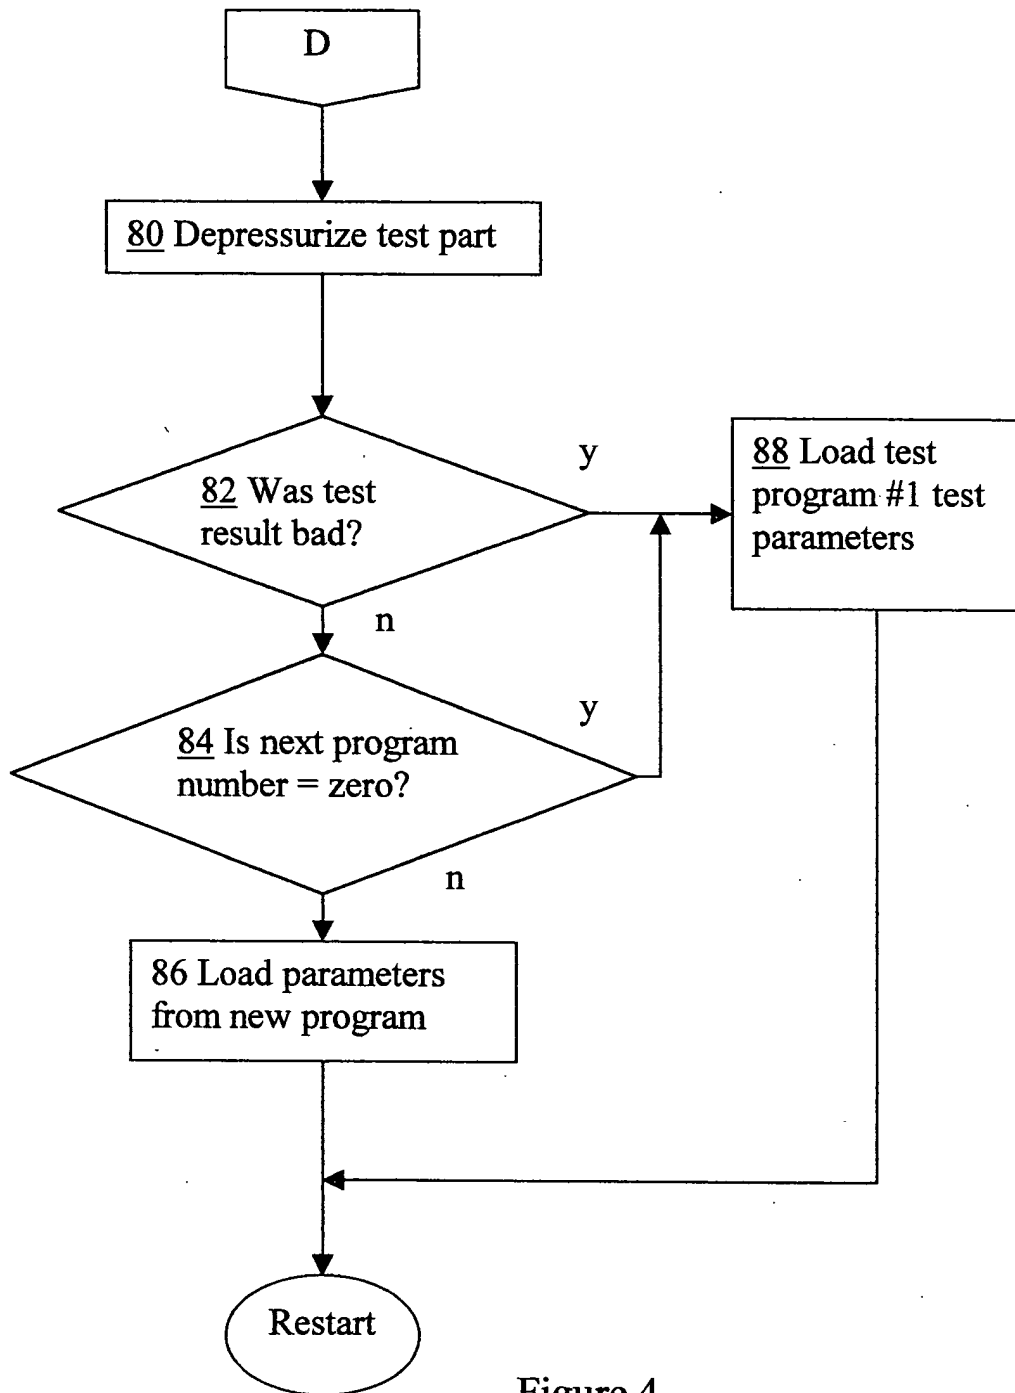 D
80 Depressurize test part
y
82 Was test
result bad?
88 Load test
program #1 test
parameters
n
y
84 Is next program
number = zero?
n
86 Load parameters
from new program
Restart
Figure 4